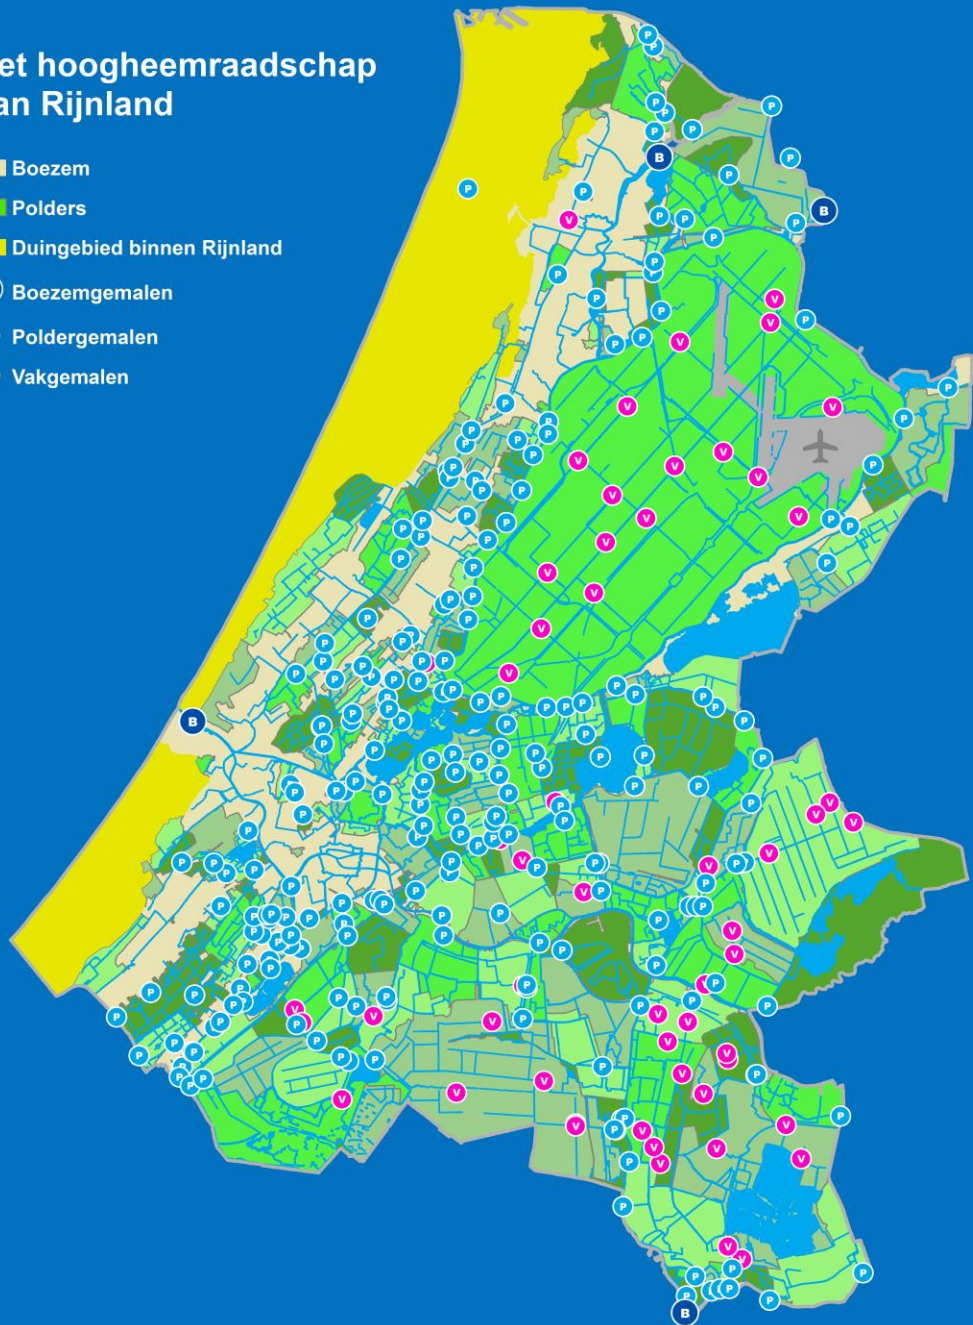 et hoogheemraadschap
an Rijnland
Boezem
Polders
Duingebied binnen Rijnland
Boezemgemalen
Poldergemalen
Vakgemalen